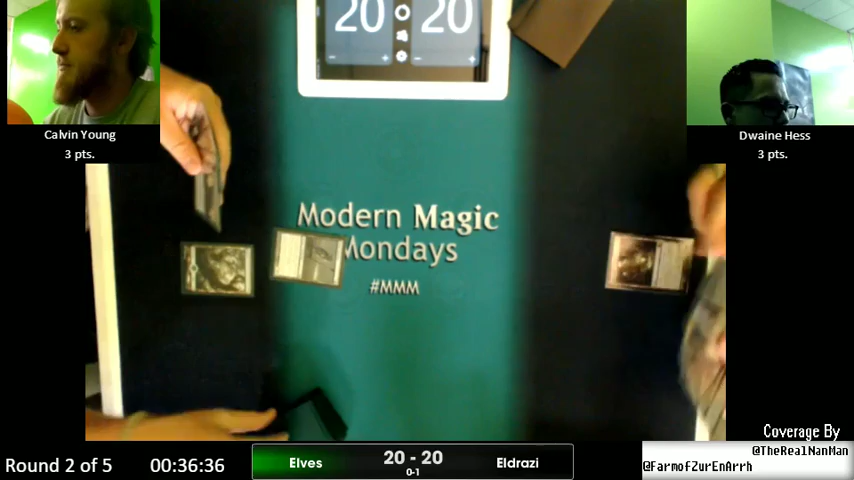 20 20
Calvin Young
3 pts.
Dwaine Hess
3 pts.
Modern Magic
Mondays
#MMM
Coverage By
@TheRealNanMan
@FarmofZurEnArrh
Round 2 of 5
00:36:36
Elves
20 - 20
0-1
Eldrazi